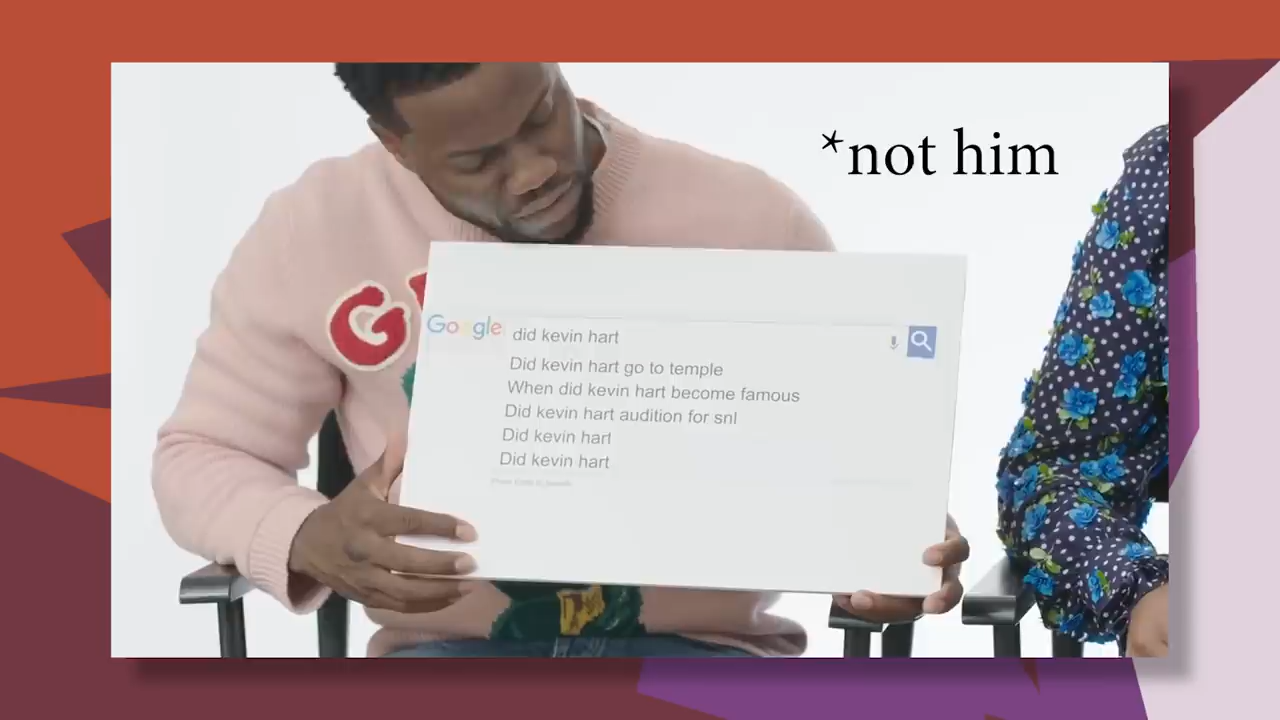 *not him
G
Google did kevin hart
Did kevin hart go to temple
When did kevin hart become famous
Did kevin hart audition for snl
Did kevin hart
Did kevin hart